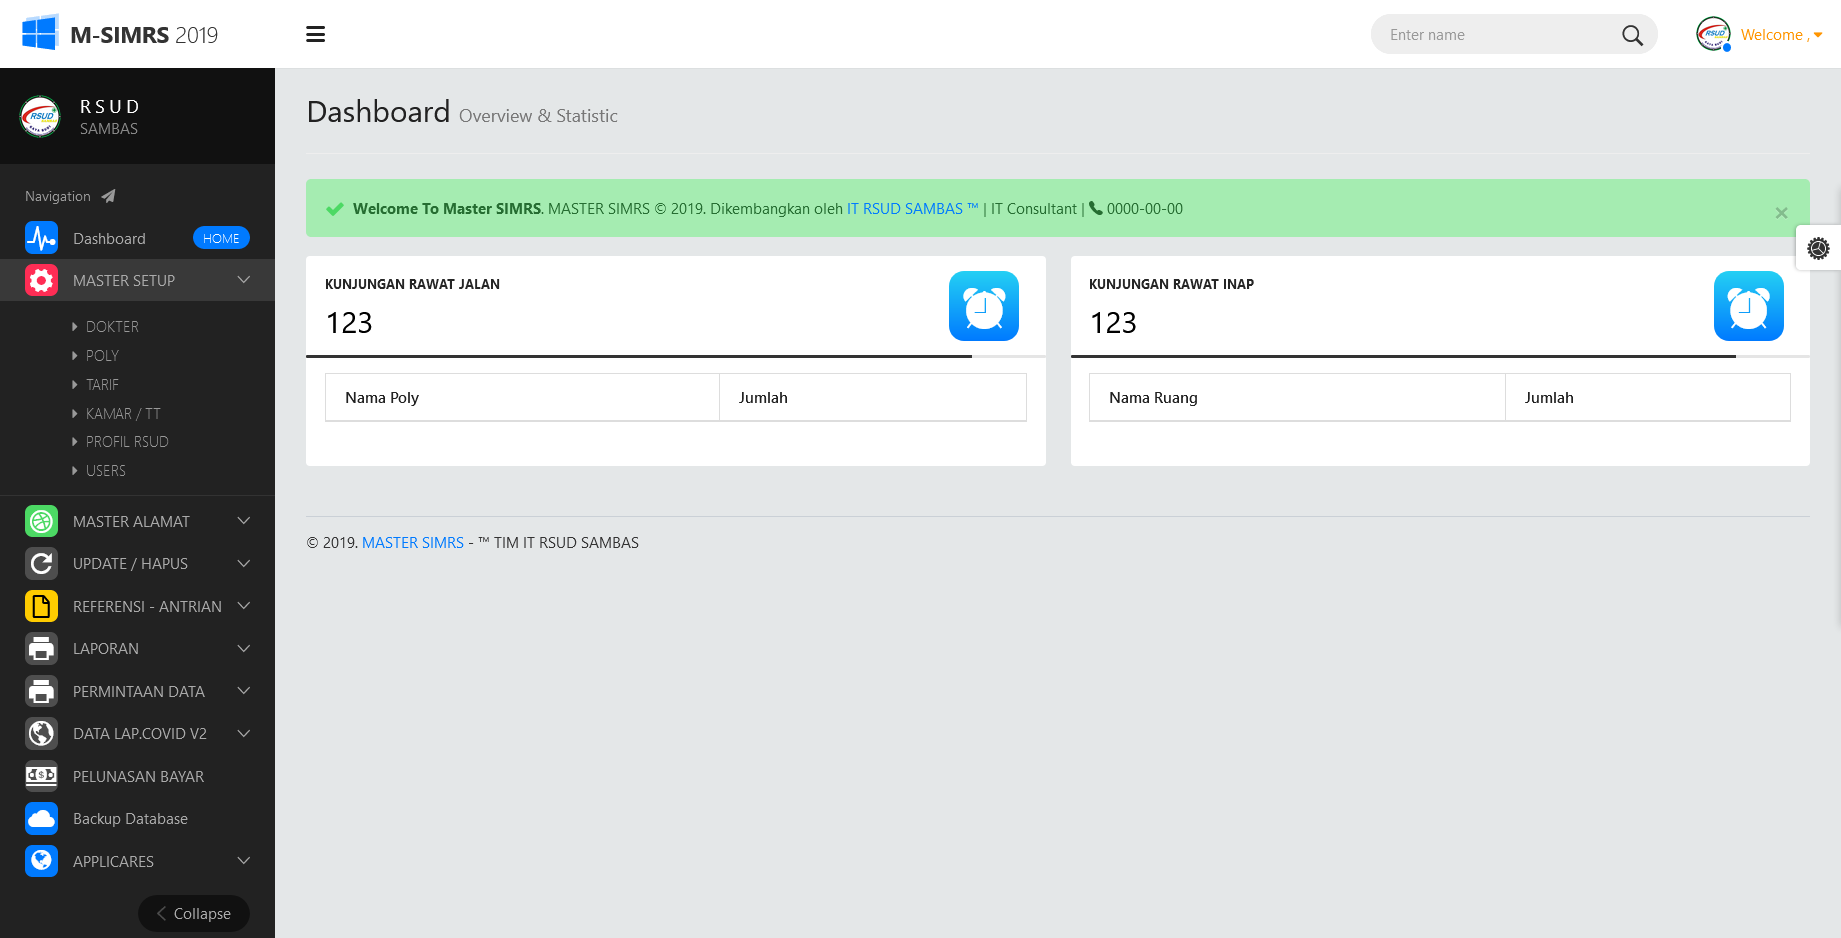 M-SIMRS 2019
Enter name
Welcome ,
RSUD
R S U D
SAMBAS
Navigation
Dashboard HOME
MASTER SETUP
DOKTER
POLY
TARIF
KAMAR / TT
PROFIL RSUD
USERS
MASTER ALAMAT
UPDATE / HAPUS
REFERENSI - ANTRIAN
LAPORAN
PERMINTAAN DATA
DATA LAP.COVID V2
PELUNASAN BAYAR
Backup Database
APPLICARES
Collapse
Dashboard Overview & Statistic
Welcome To Master SIMRS. MASTER SIMRS © 2019. Dikembangkan oleh IT RSUD SAMBAS ™ | IT Consultant | 0000-00-00
×
KUNJUNGAN RAWAT JALAN
123
Nama Poly Jumlah
KUNJUNGAN RAWAT INAP
123
Nama Ruang Jumlah
© 2019. MASTER SIMRS - ™ TIM IT RSUD SAMBAS